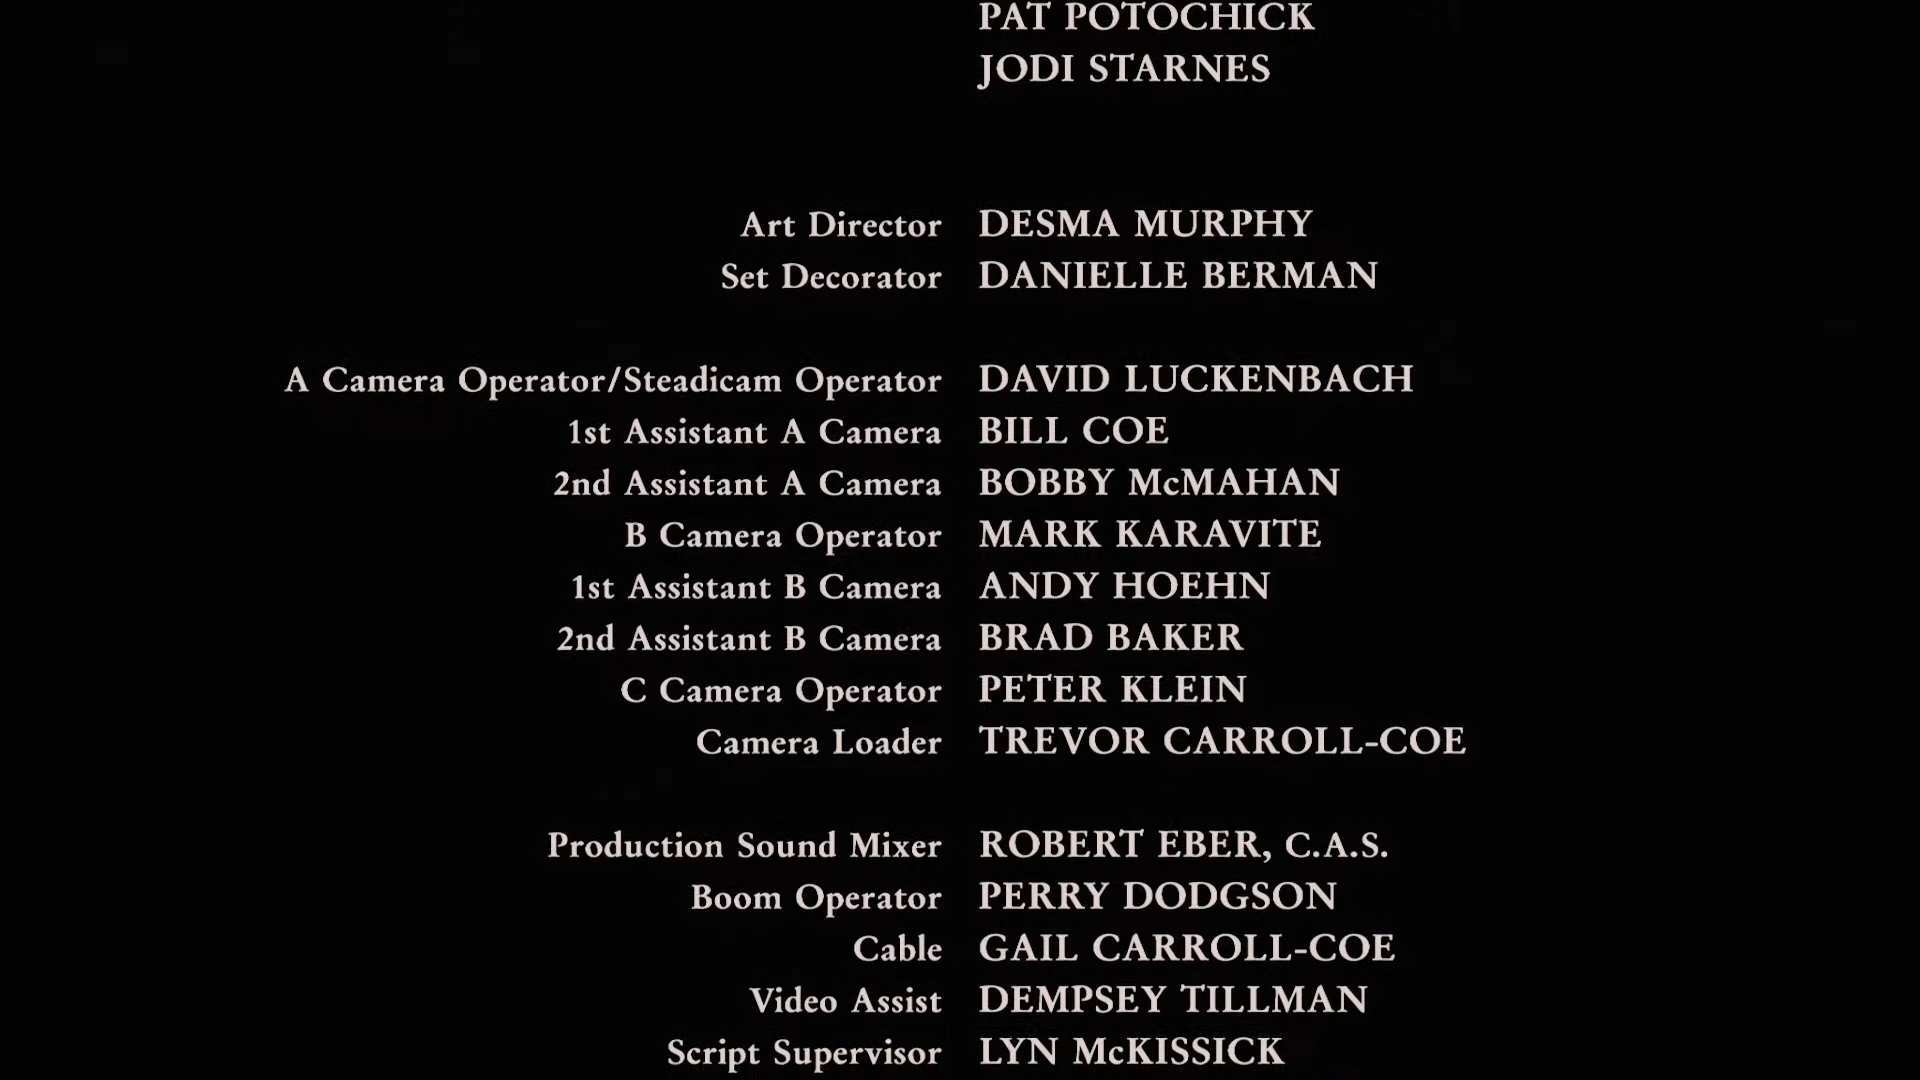 PAT POTOCHICK
JODI STARNES
Art Director DESMA MURPHY
Set Decorator DANIELLE BERMAN
A Camera Operator/Steadicam Operator DAVID LUCKENBACH
1st Assistant A Camera BILL COE
2nd Assistant A Camera BOBBY McMAHAN
B Camera Operator MARK KARAVITE
1st Assistant B Camera ANDY HOEHN
2nd Assistant B Camera BRAD BAKER
C Camera Operator PETER KLEIN
Camera Loader TREVOR CARROLL-COE
Production Sound Mixer ROBERT EBER, C.A.S.
Boom Operator PERRY DODGSON
Cable GAIL CARROLL-COE
Video Assist DEMPSEY TILLMAN
Script Supervisor LYN McKISSICK